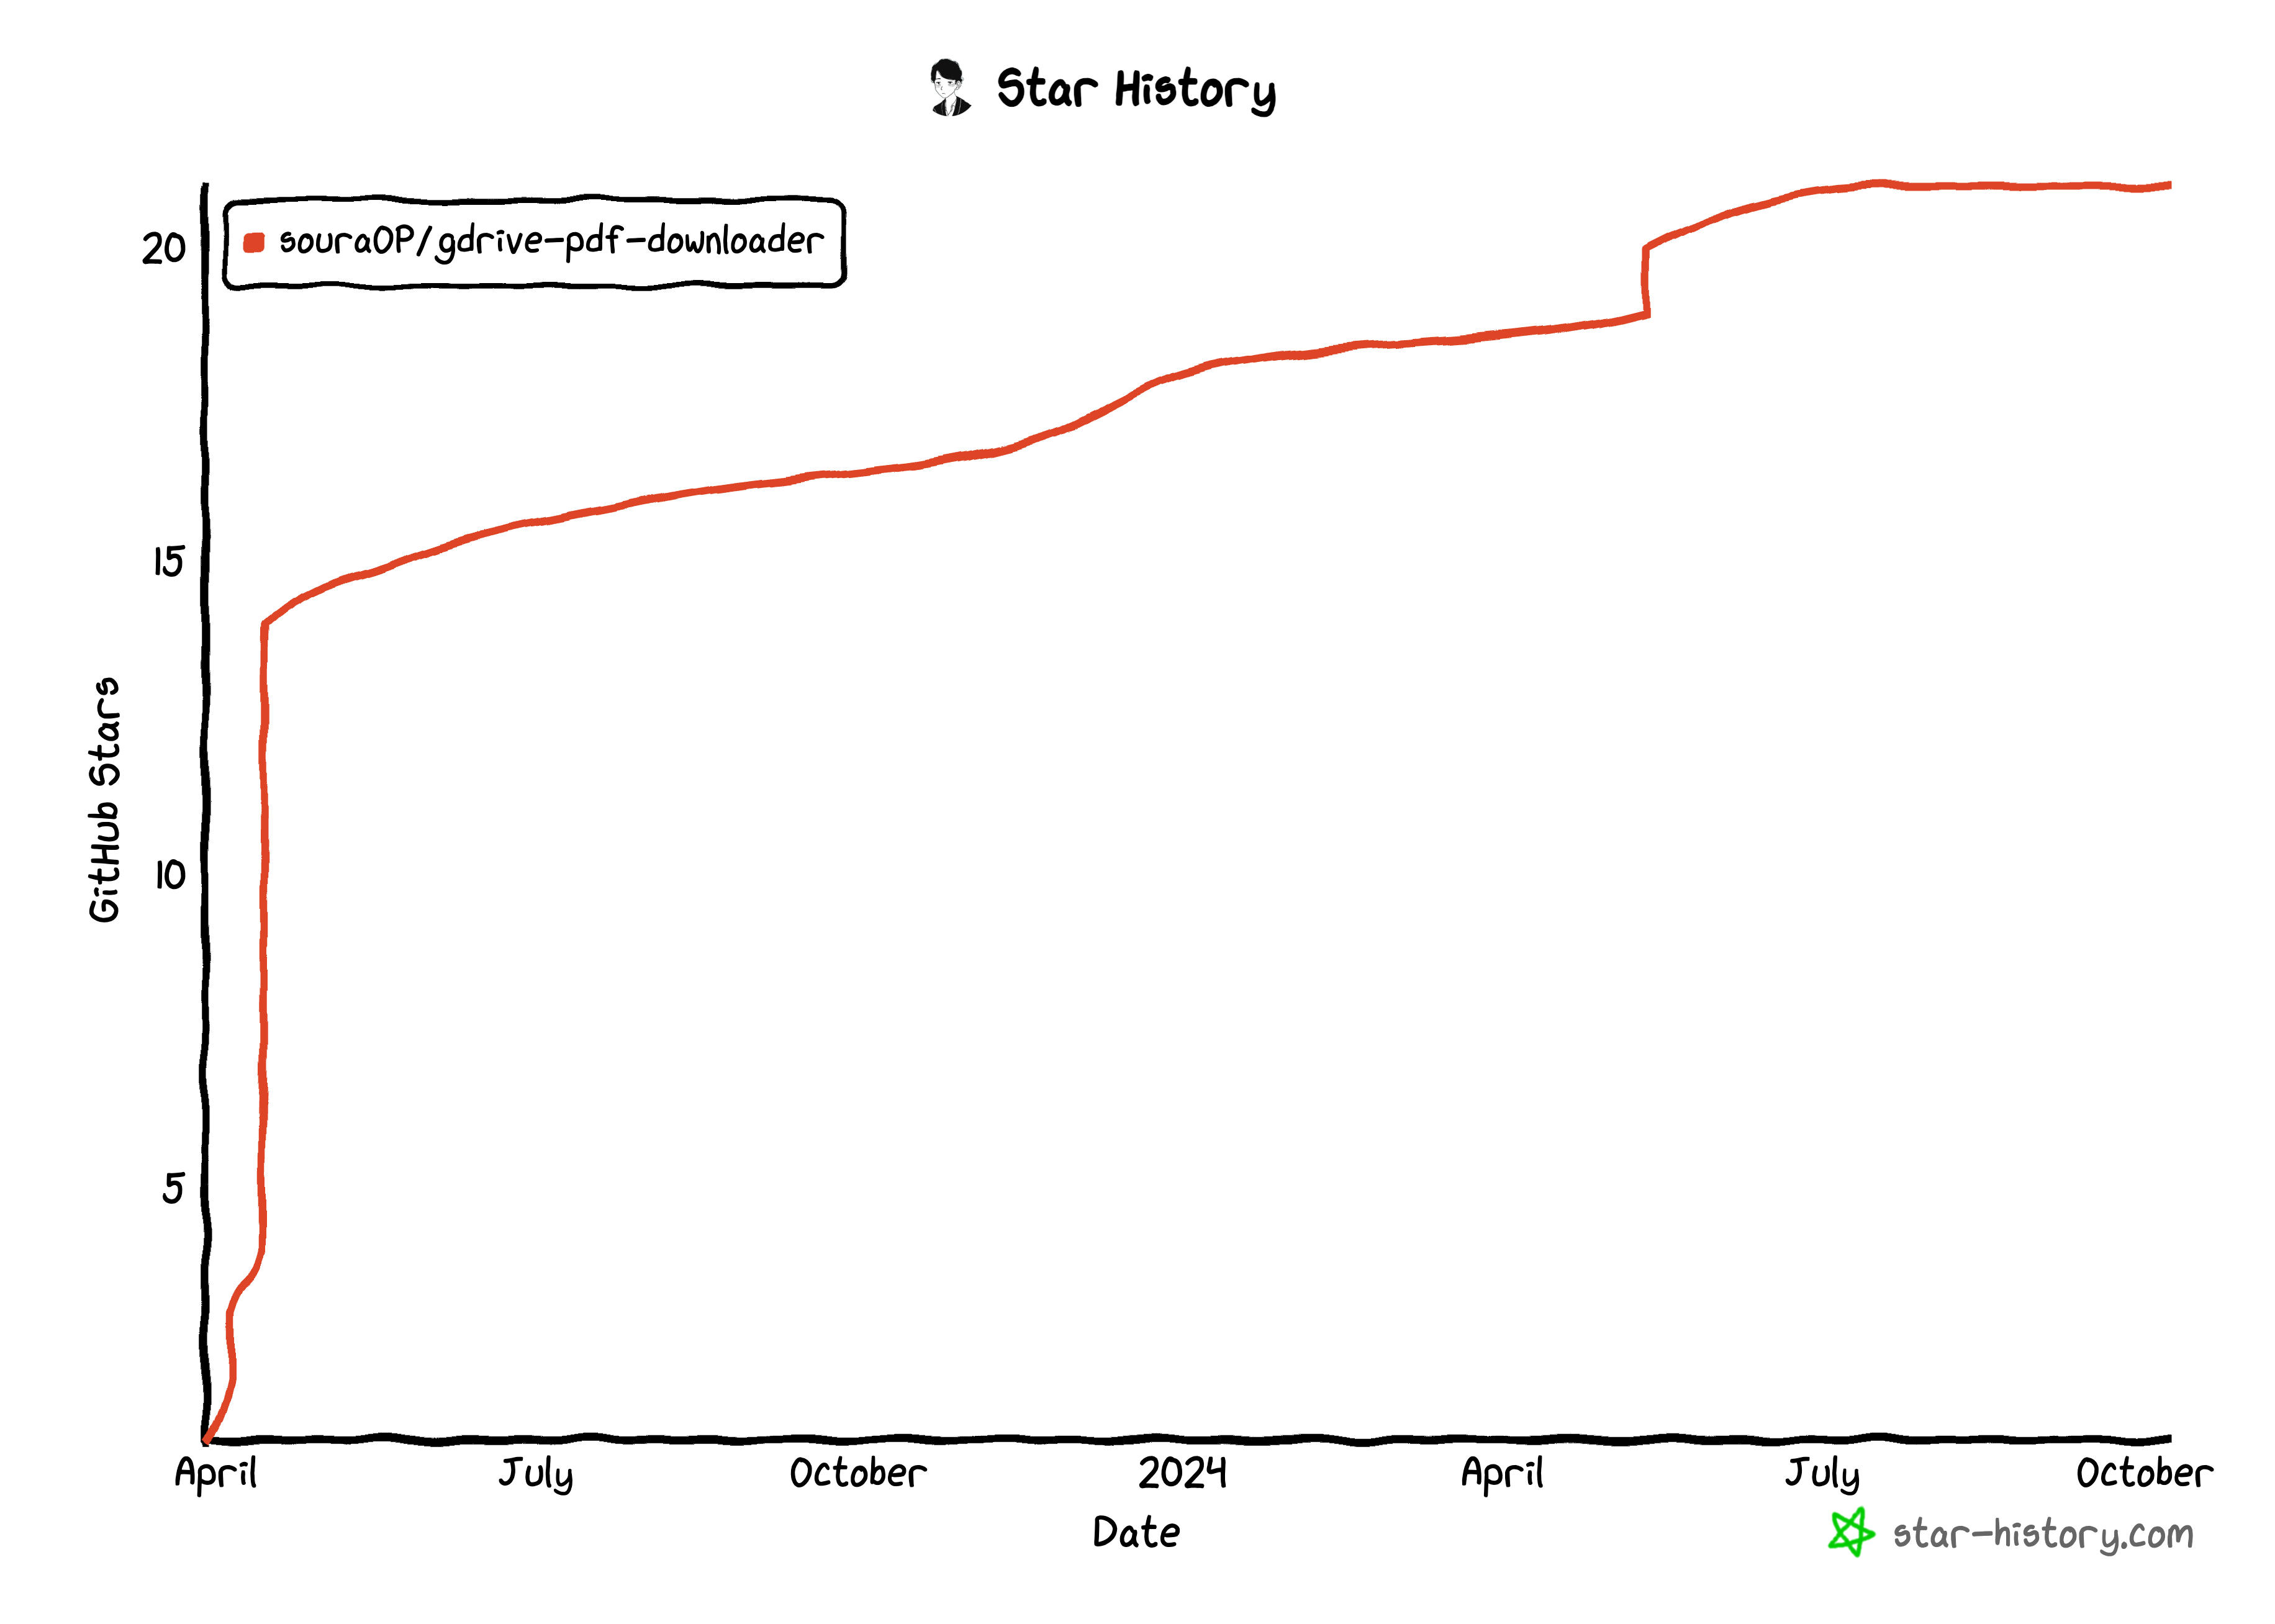 Star History
souraOP/gdrive-pdf-downloader
20
15
10
5
GitHub Stars
April
July
October
2024
April
July
October
Date
star-history.com